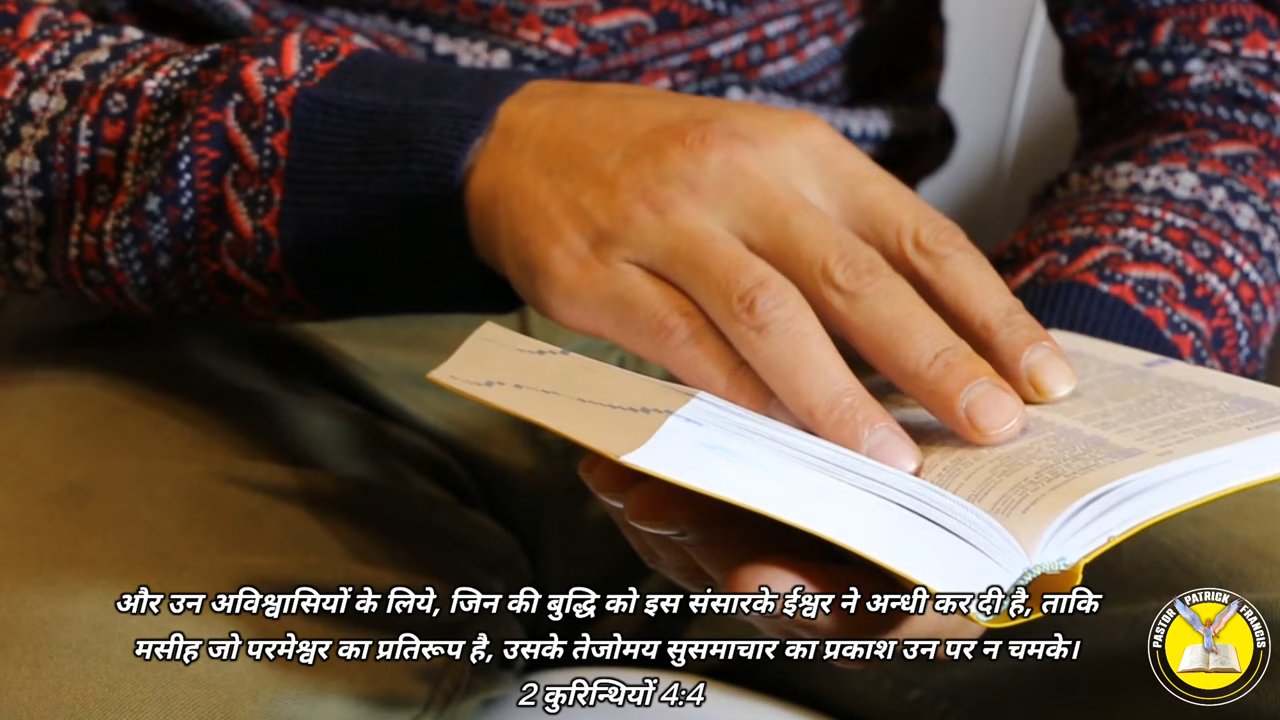 और उन अविश्वासियों के लिये, जिन की बुद्धि को इस संसारके ईश्वर ने अन्धी कर दी है, ताकि
मसीह जो परमेश्वर का प्रतिरूप है, उसके तेजोमय सुसमाचार का प्रकाश उन पर न चमके।
2 कुरिन्थियों 4:4
PASTOR PATRICK FRANCIS